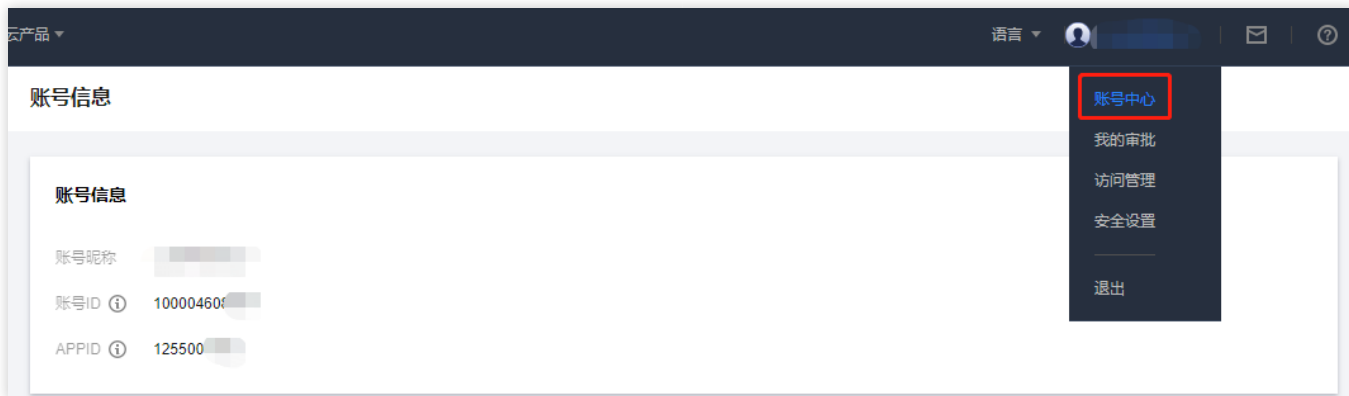 云产品
语言
账号中心
我的审批
访问管理
安全设置
退出
账号信息
账号信息
账号昵称
账号ID 10000460
APPID 125500